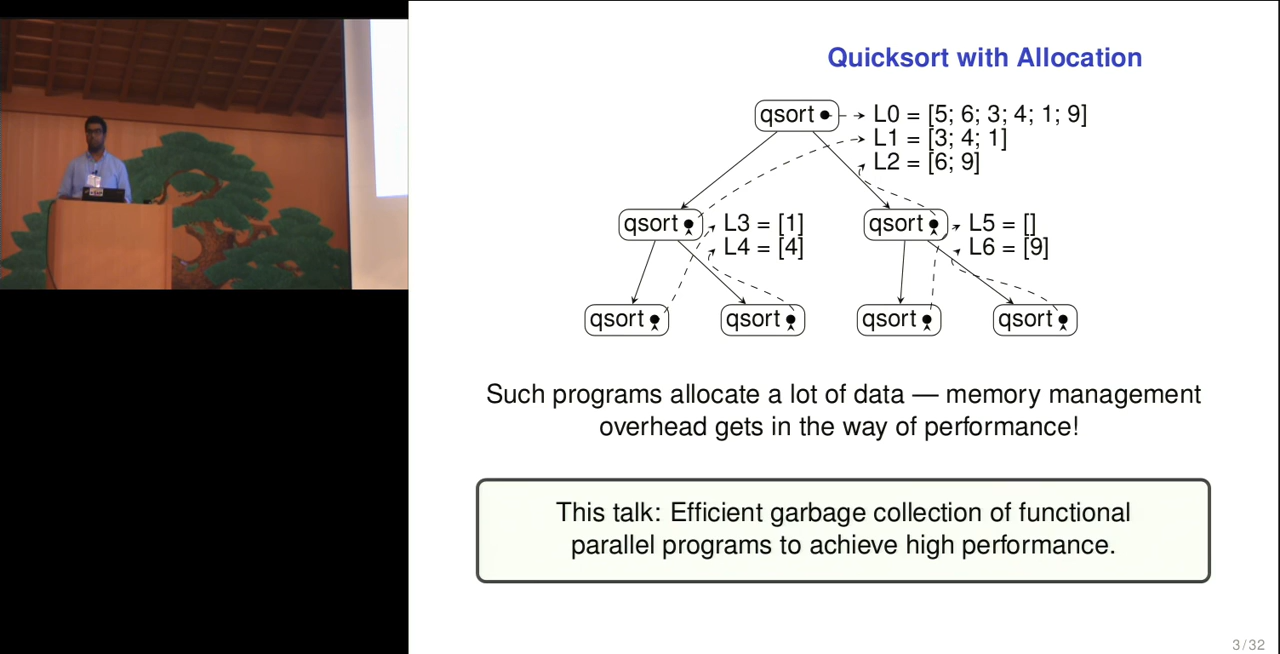 Quicksort with Allocation
qsort
L0 = [5; 6; 3; 4; 1; 9]
L1 = [3; 4; 1]
L2 = [6; 9]
qsort
L3 = [1]
L4 = [4]
qsort
L5 = []
L6 = [9]
qsort
qsort
qsort
qsort
Such programs allocate a lot of data — memory management
overhead gets in the way of performance!
This talk: Efficient garbage collection of functional
parallel programs to achieve high performance.
3/32